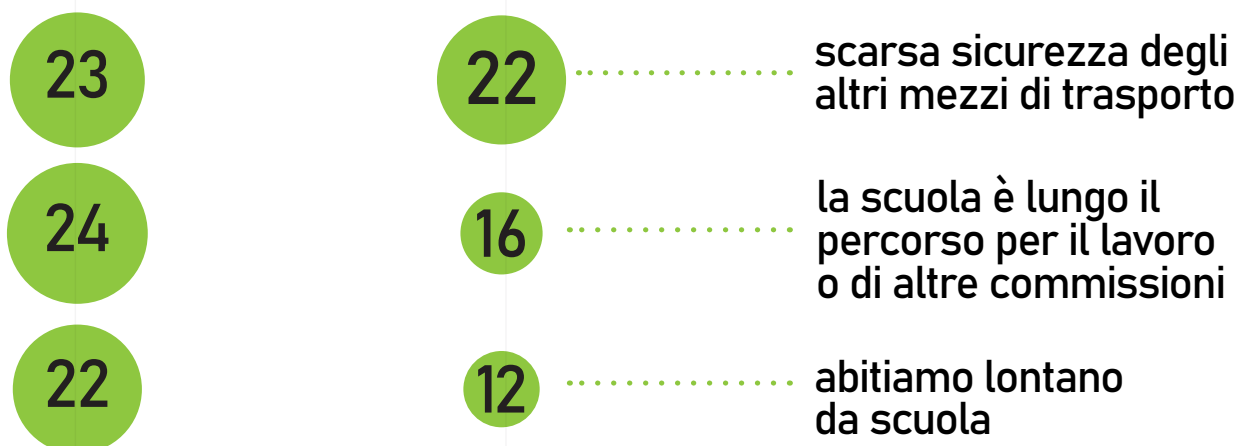 23
22
scarsa sicurezza degli
altri mezzi di trasporto
24
16
la scuola è lungo il
percorso per il lavoro
o di altre commissioni
22
12
abitiamo lontano
da scuola